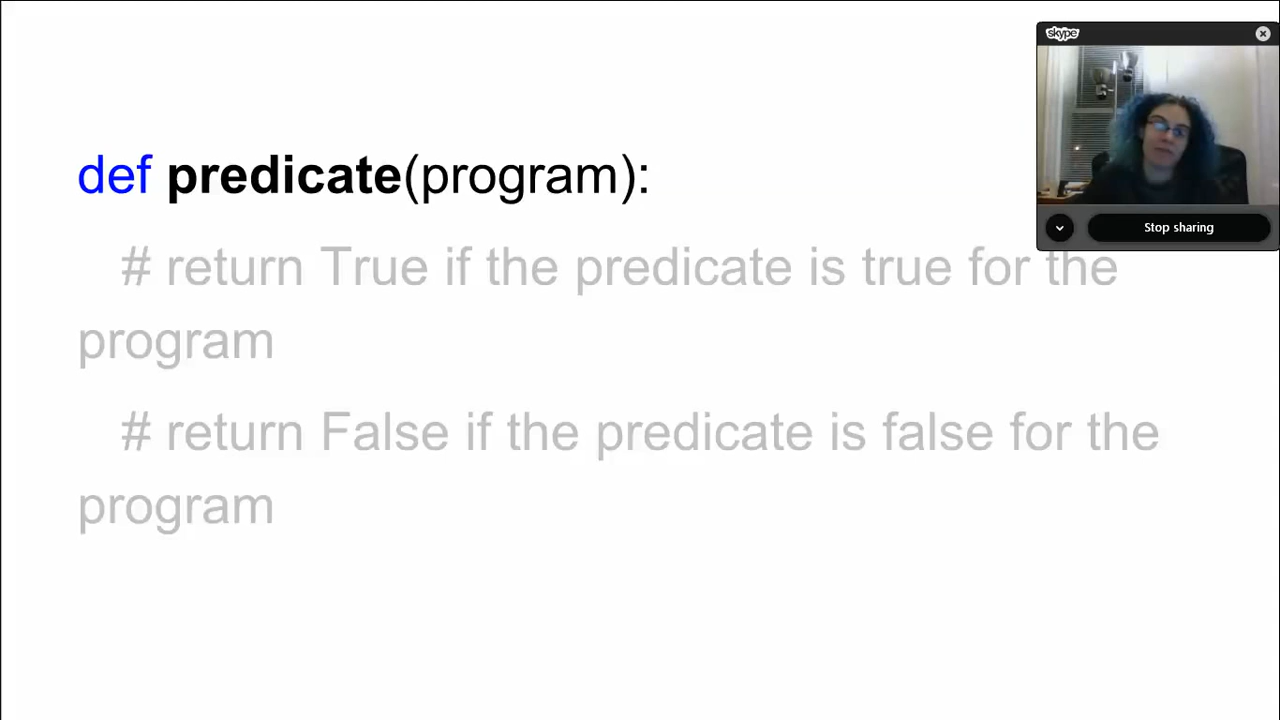 skype
def predicate(program):
Stop sharing
# return True if the predicate is true for the
program
# return False if the predicate is false for the
program